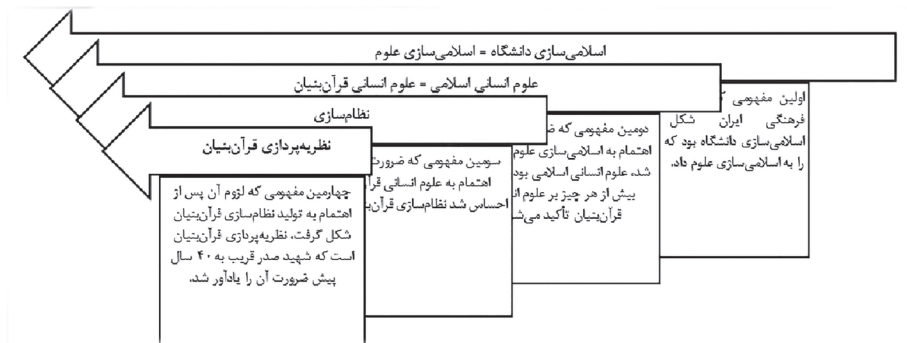 اسلامی‌سازی دانشگاه = اسلامی‌سازی علوم
علوم انسانی اسلامی = علوم انسانی قرآن‌بنیان
نظام‌سازی
نظریه‌پردازی قرآن‌بنیان
اولین مفهومی
فرهنگی ایران شکل
اسلامی‌سازی دانشگاه بود که
را به اسلامی‌سازی علوم داد.
دومین مفهومی که
اهتمام به اسلامی‌سازی علوم
شد، علوم انسانی اسلامی بود
بیش از هر چیز بر علوم
قرآن‌بنیان تأکید
سومین مفهومی که ضرورت
اهتمام به علوم انسانی
احساس شد نظام‌سازی
چهارمین مفهومی که لزوم آن پس از
اهتمام به تولید نظام‌سازی قرآن‌بنیان
شکل گرفت، نظریه‌پردازی قرآن‌بنیان
است که شهید صدر قریب به ۴۰ سال
پیش ضرورت آن را یادآور شد.